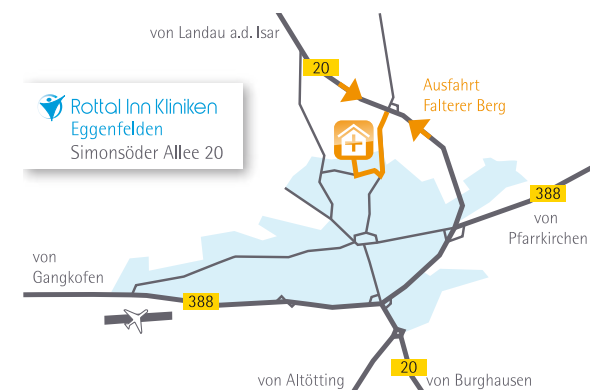 von Landau a.d. Isar
20
Ausfahrt
Falterer Berg
Rottal Inn Kliniken
Eggenfelden
Simonsöder Allee 20
388
von
Pfarrkirchen
von
Gangkofen
388
20
von Altötting
von Burghausen